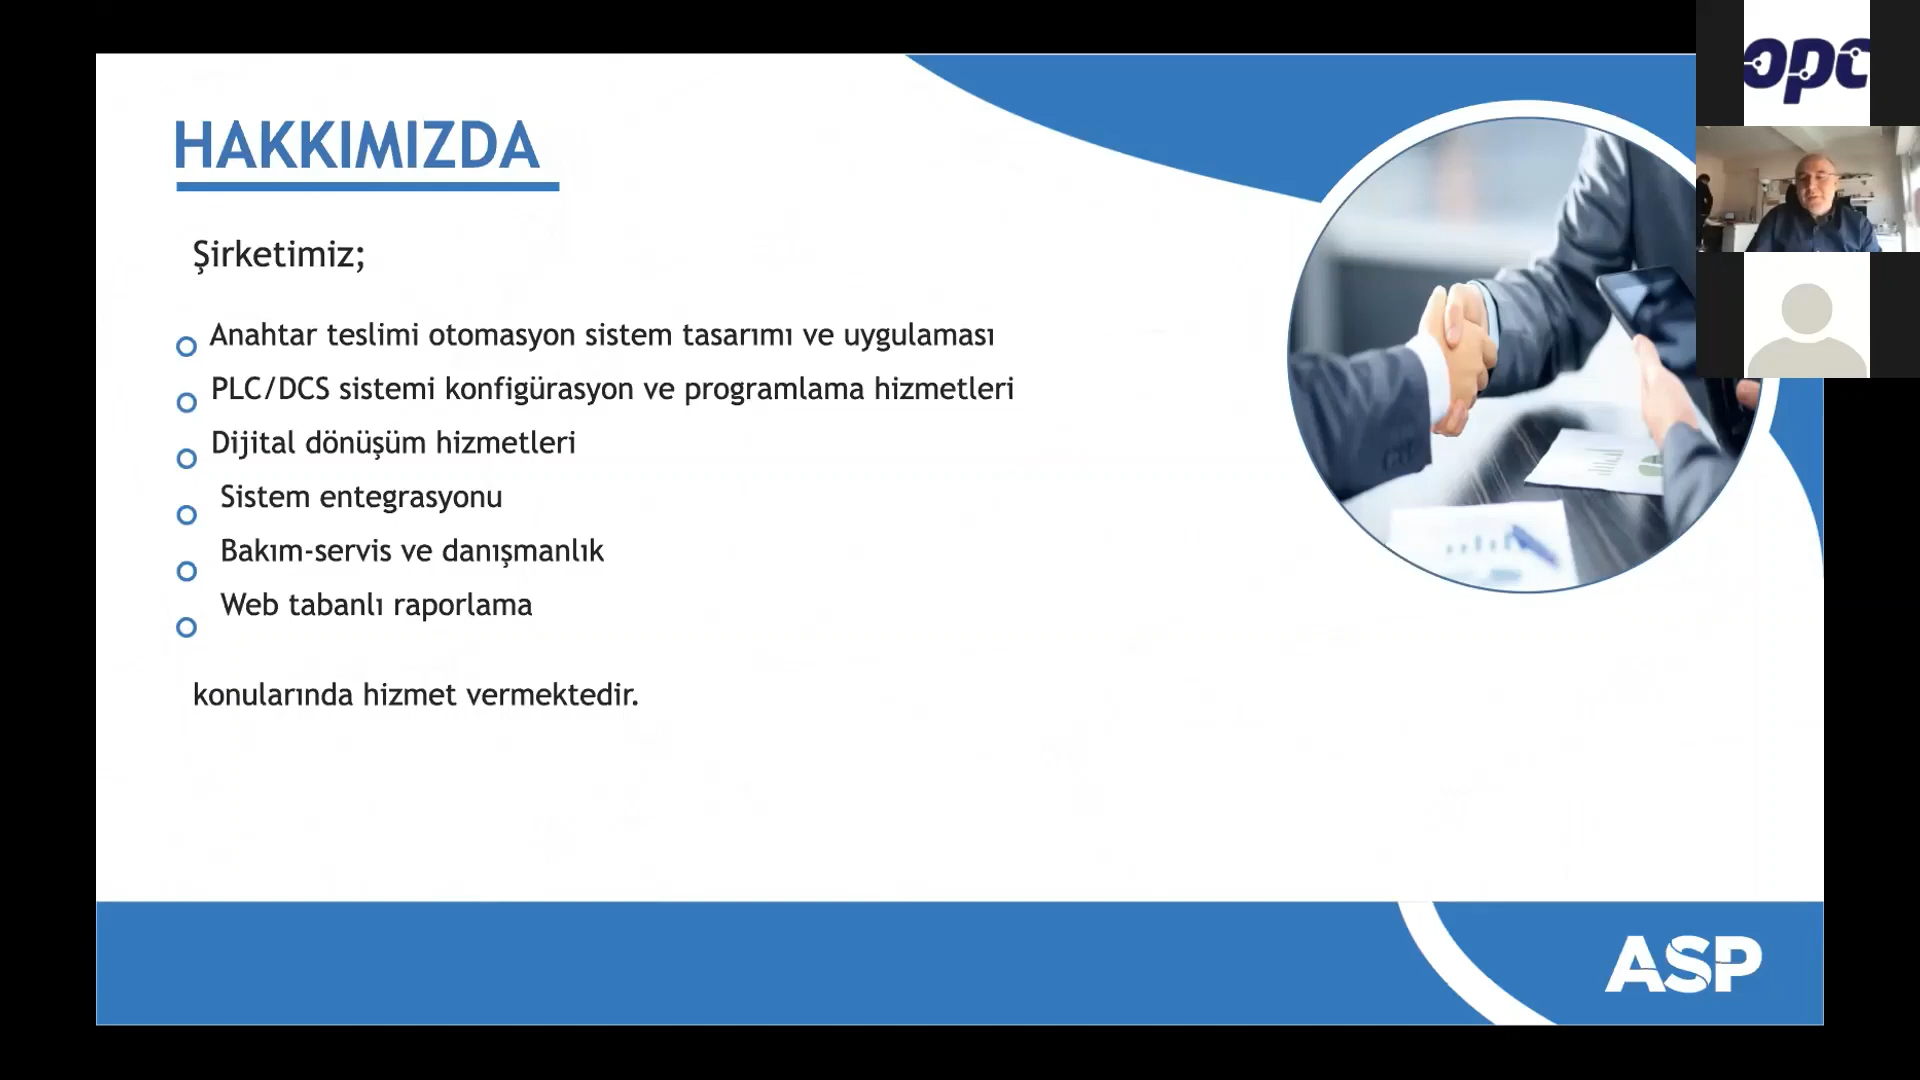 HAKKIMIZDA
Şirketimiz;
Anahtar teslimi otomasyon sistem tasarımı ve uygulaması
PLC/DCS sistemi konfigürasyon ve programlama hizmetleri
Dijital dönüşüm hizmetleri
Sistem entegrasyonu
Bakım-servis ve danışmanlık
Web tabanlı raporlama
konularında hizmet vermektedir.
opc
ASP